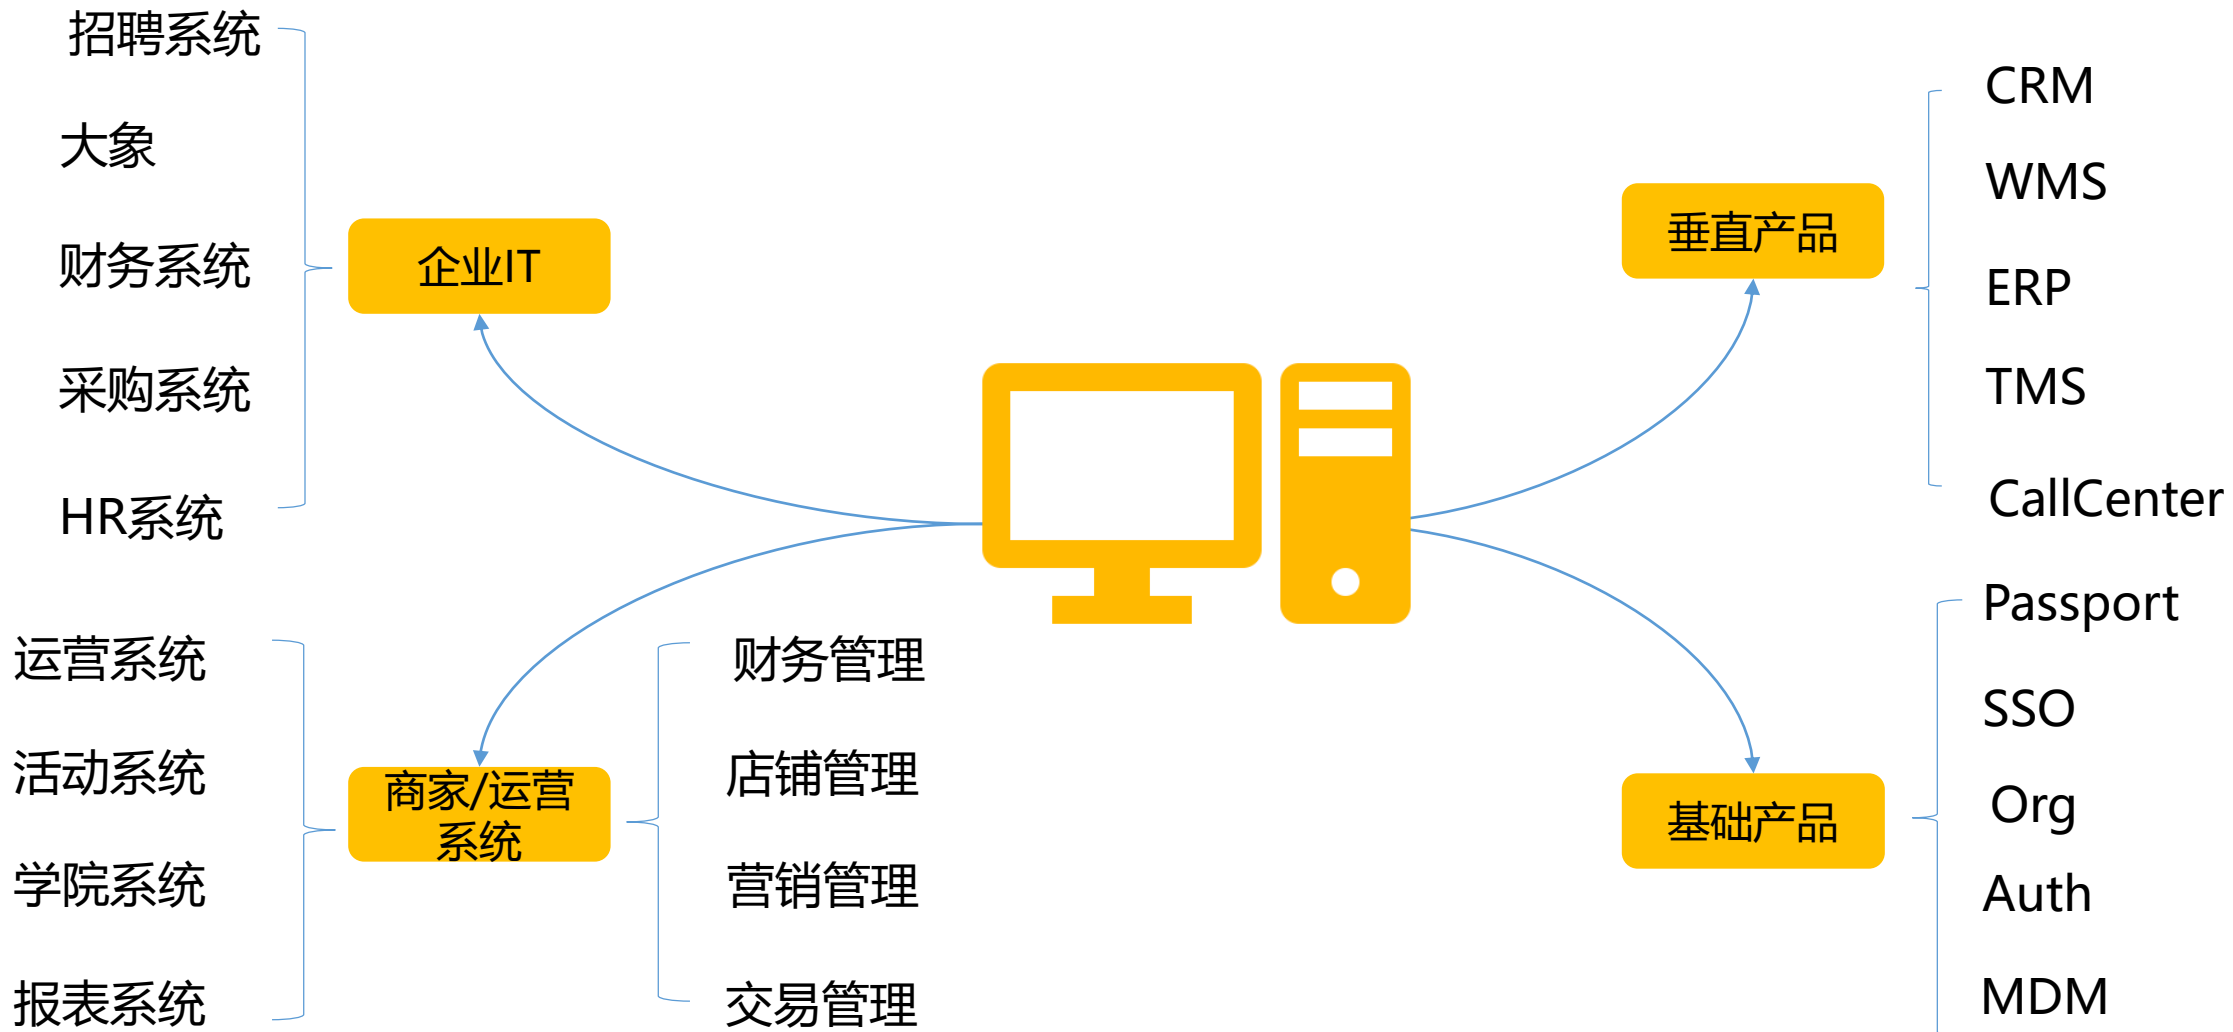 招聘系统
大象
财务系统
采购系统
HR系统
企业IT
垂直产品
CRM
WMS
ERP
TMS
CallCenter
运营系统
活动系统
学院系统
报表系统
商家/运营
系统
财务管理
店铺管理
营销管理
交易管理
基础产品
Passport
SSO
Org
Auth
MDM